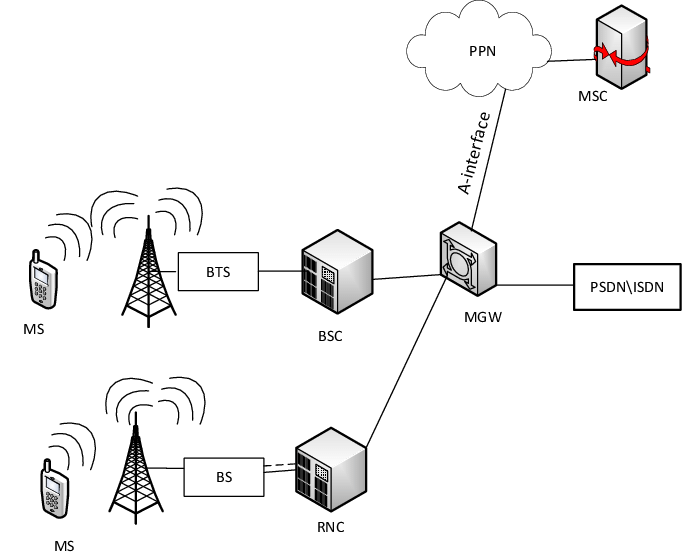 PPN
MSC
A-interface
BTS
PSDN\ISDN
MS
BSC
MGW
BS
RNC
MS